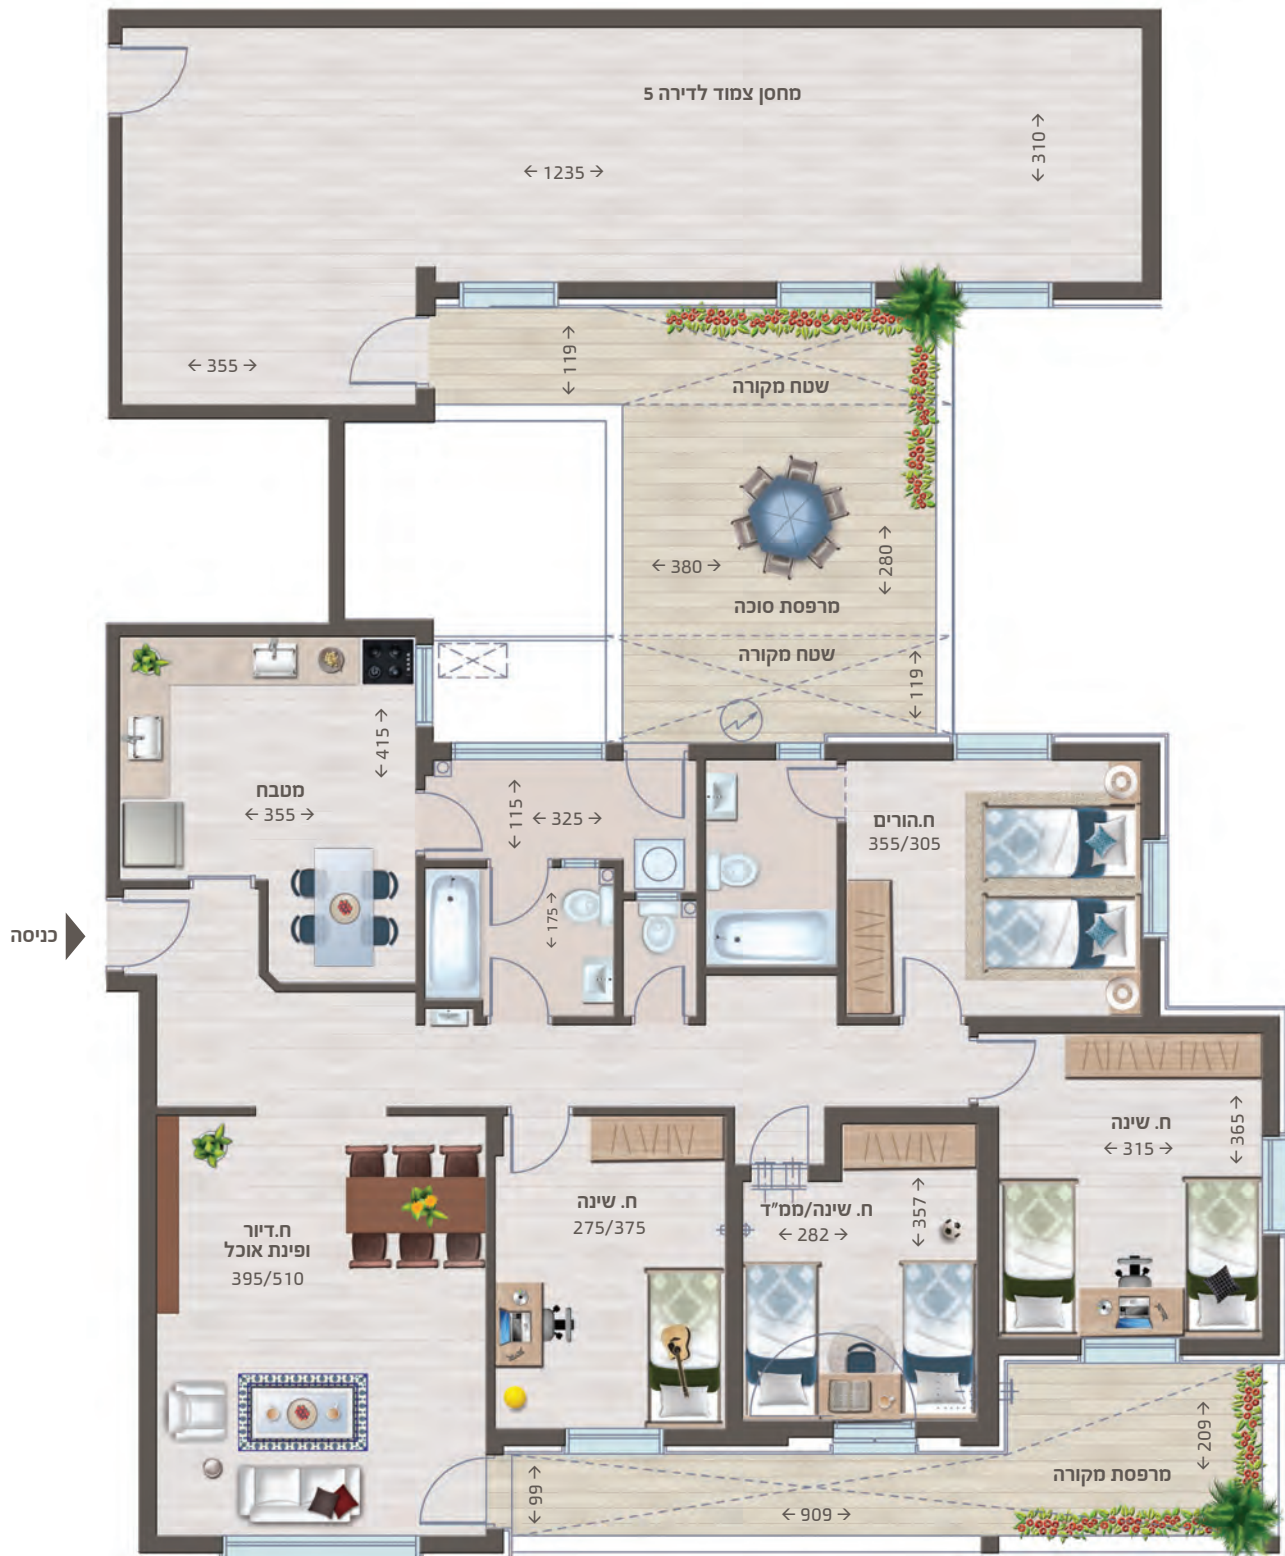 מחסן צמוד לדירה 5
← 1235 →
← 310 →
← 355 →
← 119 →
שטח מקורה
← 380 →
← 280 →
מרפסת סוכה
שטח מקורה
← 119 →
← 415 →
מטבח
← 355 →
← 115 →
← 325 →
ח.הורים
355/305
← 175 →
כניסה
ח. שינה
← 315 →
← 365 →
ח. שינה
275/375
ח. שינה/ממ"ד
← 282 →
← 357 →
ח.דיור
ופינת אוכל
395/510
← 209 →
מרפסת מקורה
← 99 →
← 909 →